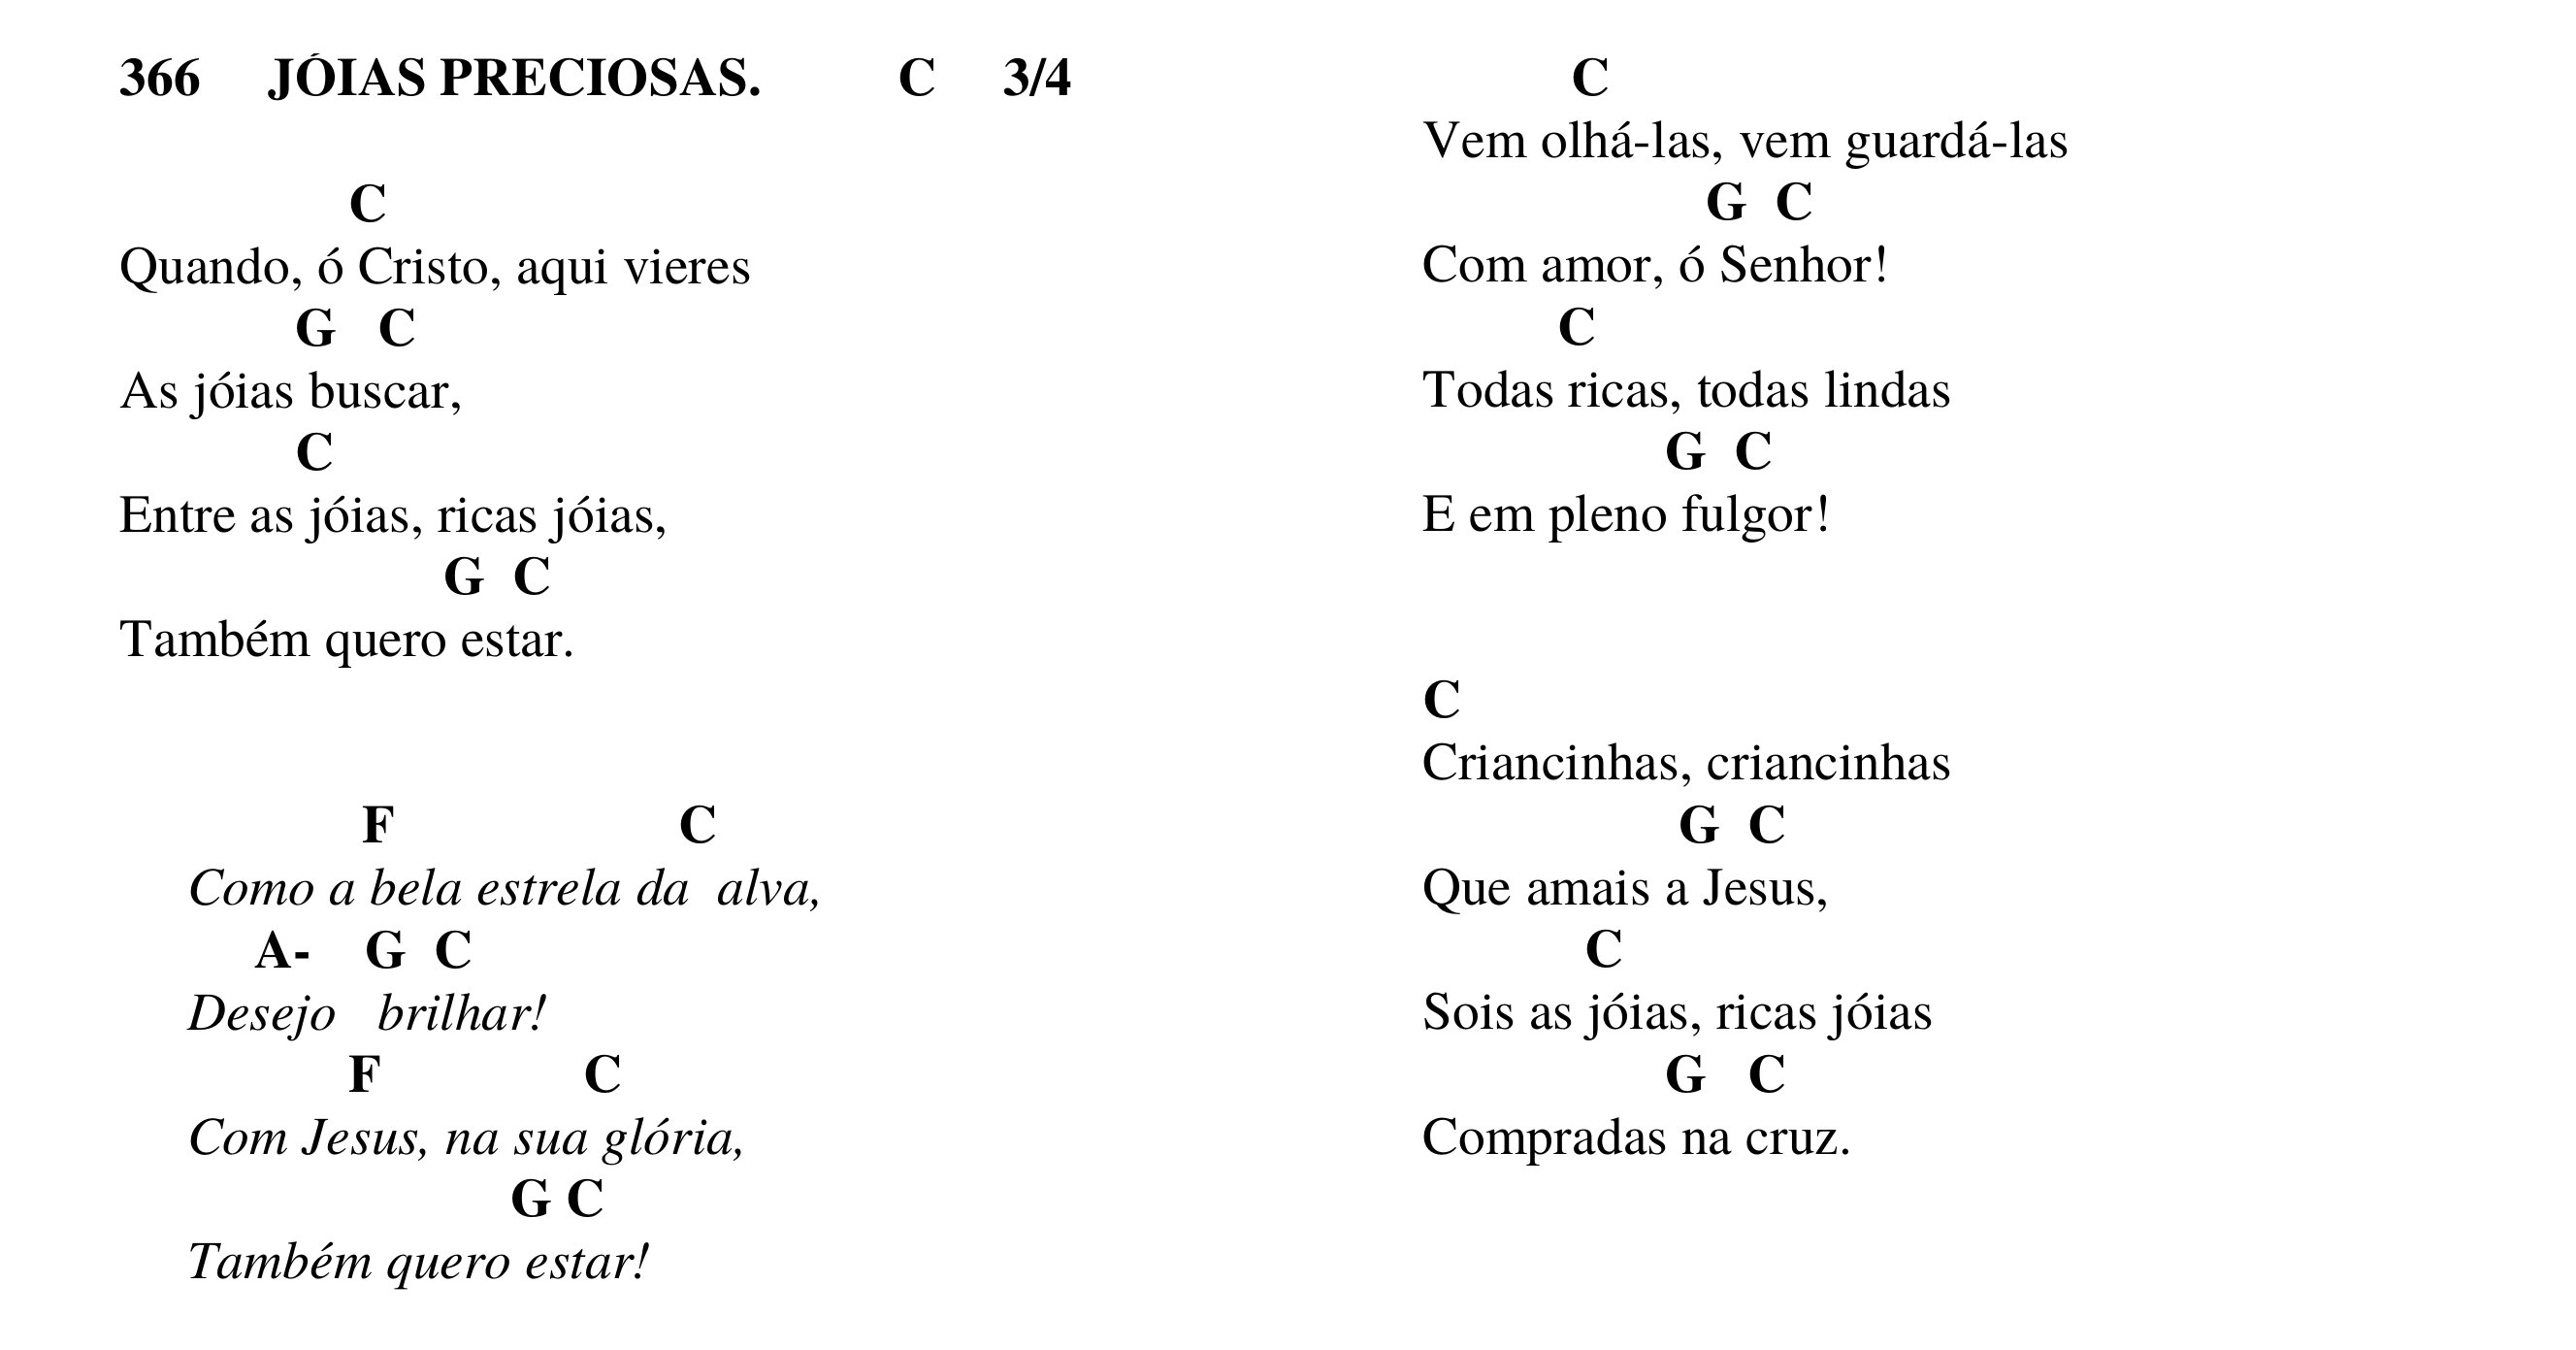 366 JÓIAS PRECIOSAS. C 3/4
C
Quando, ó Cristo, aqui vieres
G C
As jóias buscar,
C
Entre as jóias, ricas jóias,
G C
Também quero estar.
F C
Como a bela estrela da alva,
A- G C
Desejo brilhar!
F C
Com Jesus, na sua glória,
G C
Também quero estar!
C
Vem olhá-las, vem guardá-las
G C
Com amor, ó Senhor!
C
Todas ricas, todas lindas
G C
E em pleno fulgor!
C
Criancinhas, criancinhas
G C
Que amais a Jesus,
C
Sois as jóias, ricas jóias
G C
Compradas na cruz.